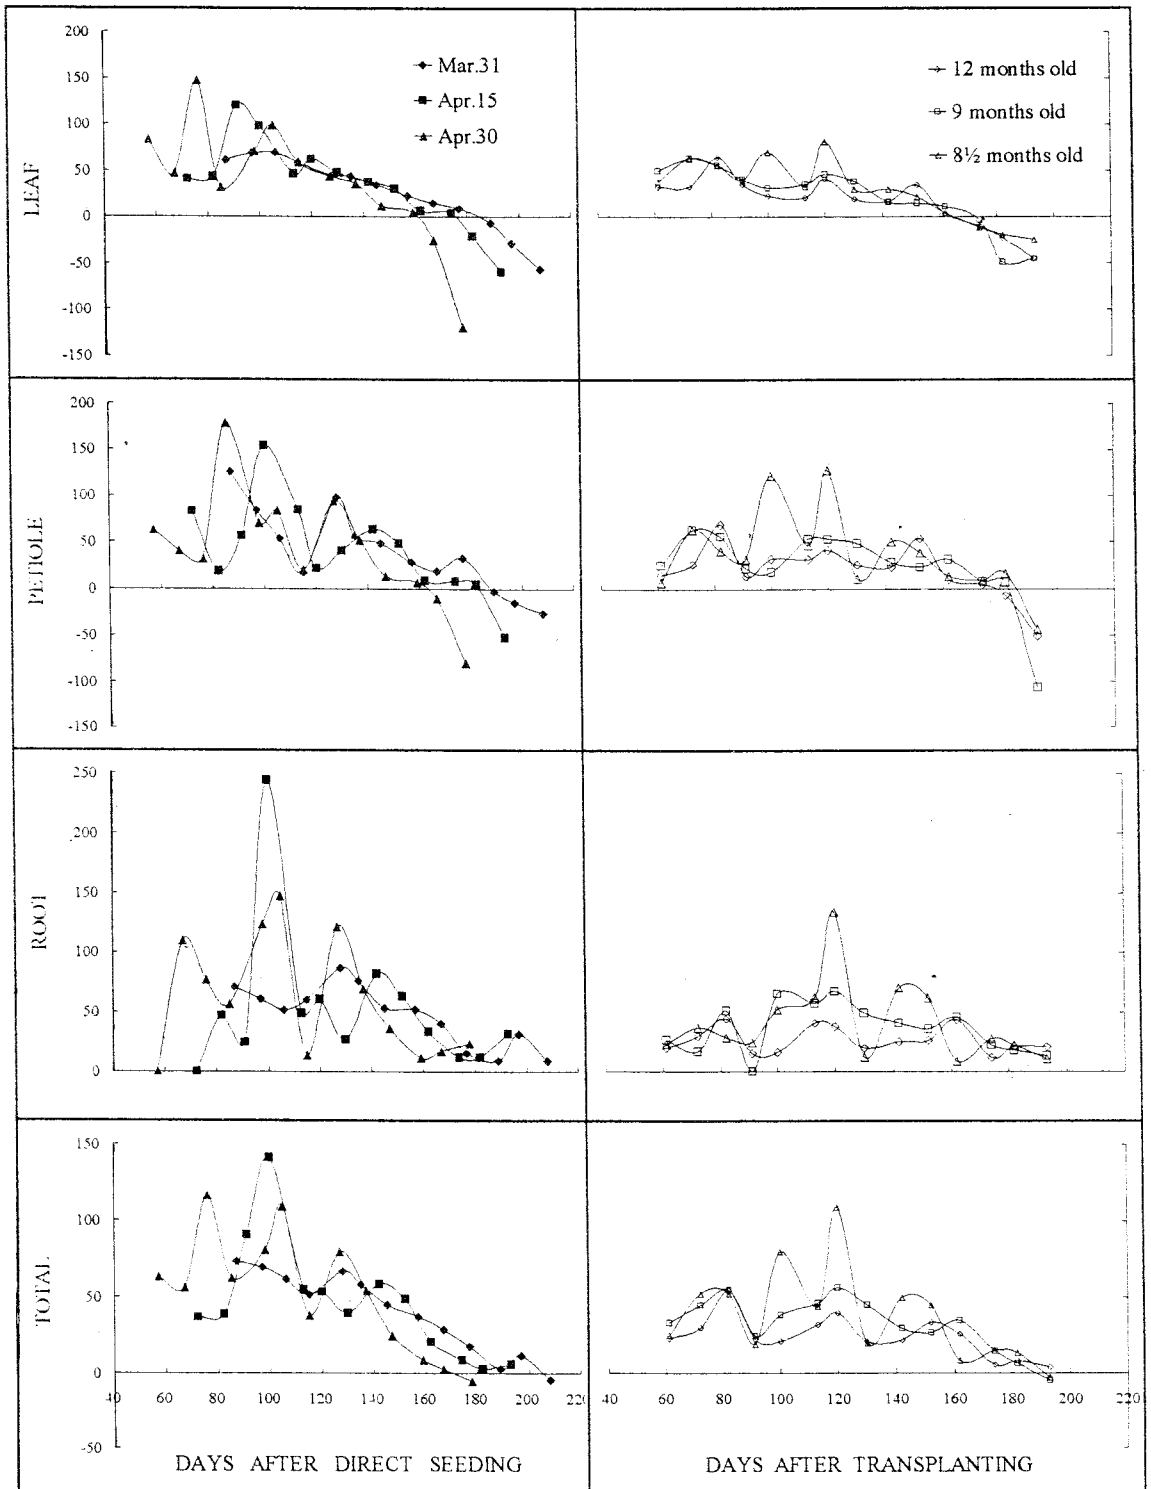 200
150
100
50
0
-50
-100
-150
LEAF
Mar.31
Apr.15
Apr.30
12 months old
9 months old
8½ months old
200
150
100
50
0
-50
-100
-150
PETIOLE
250
200
150
100
50
0
ROOT
150
100
50
0
-50
TOTAL
40 60 80 100 120 140 160 180 200 220
40 60 80 100 120 140 160 180 200 220
DAYS AFTER DIRECT SEEDING
DAYS AFTER TRANSPLANTING